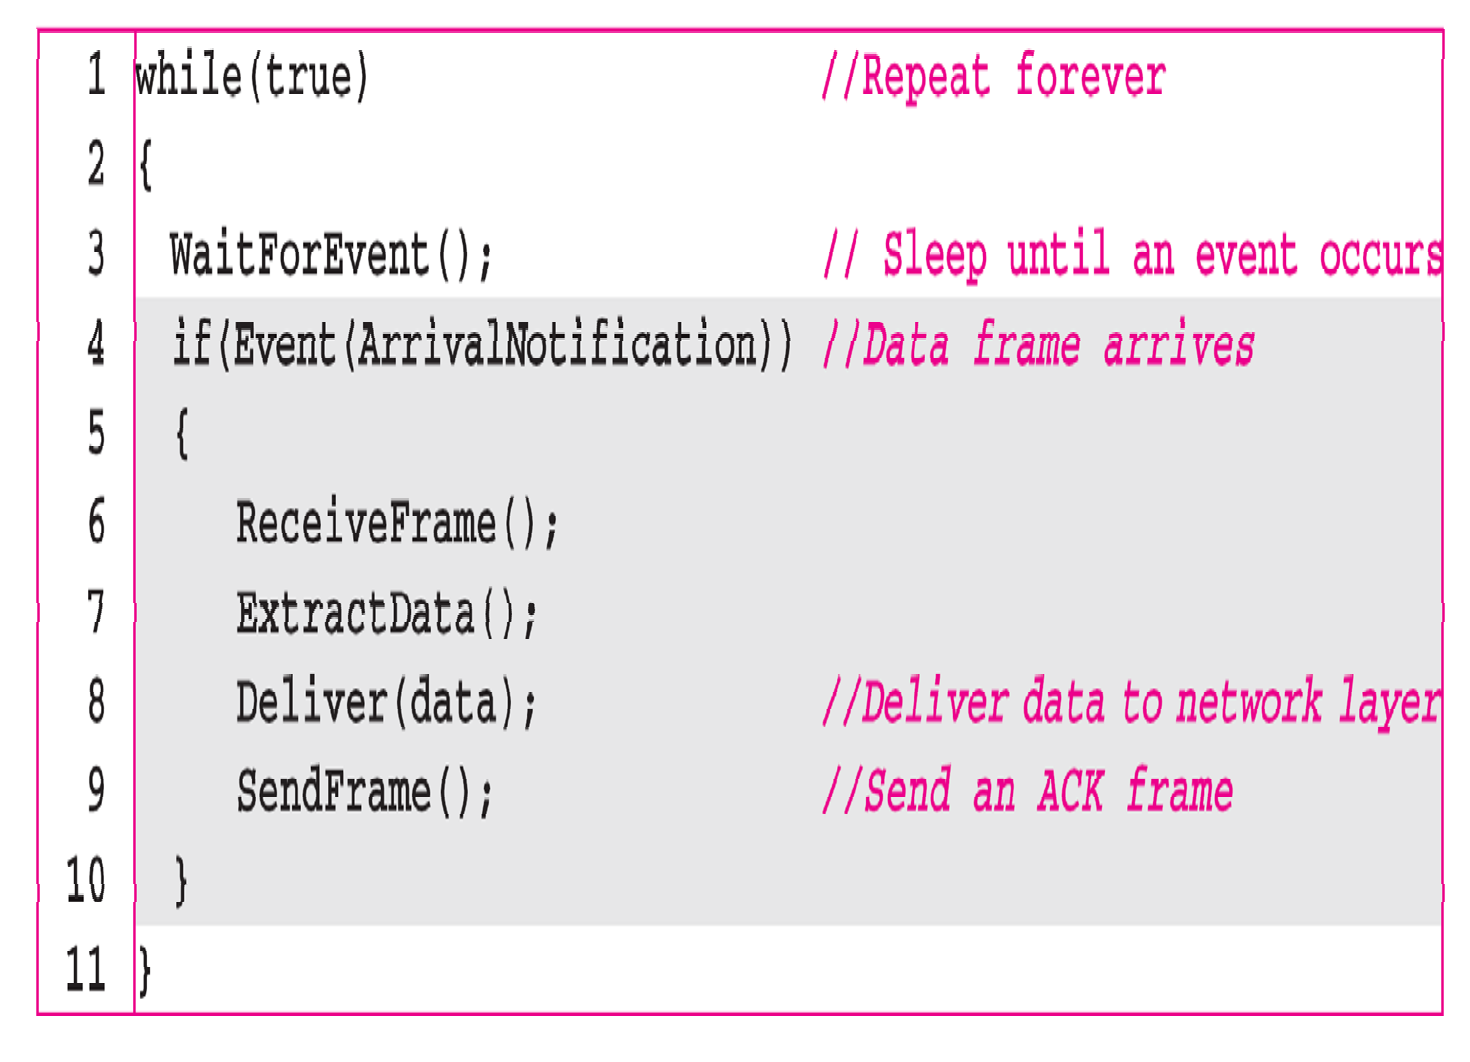 1 while(true) //Repeat forever
2 {
3 WaitForEvent(); // Sleep until an event occurs
4 if(Event(ArrivalNotification)) //Data frame arrives
5 {
6 ReceiveFrame();
7 ExtractData();
8 Deliver(data); //Deliver data to network layer
9 SendFrame(); //Send an ACK frame
10 }
11 }